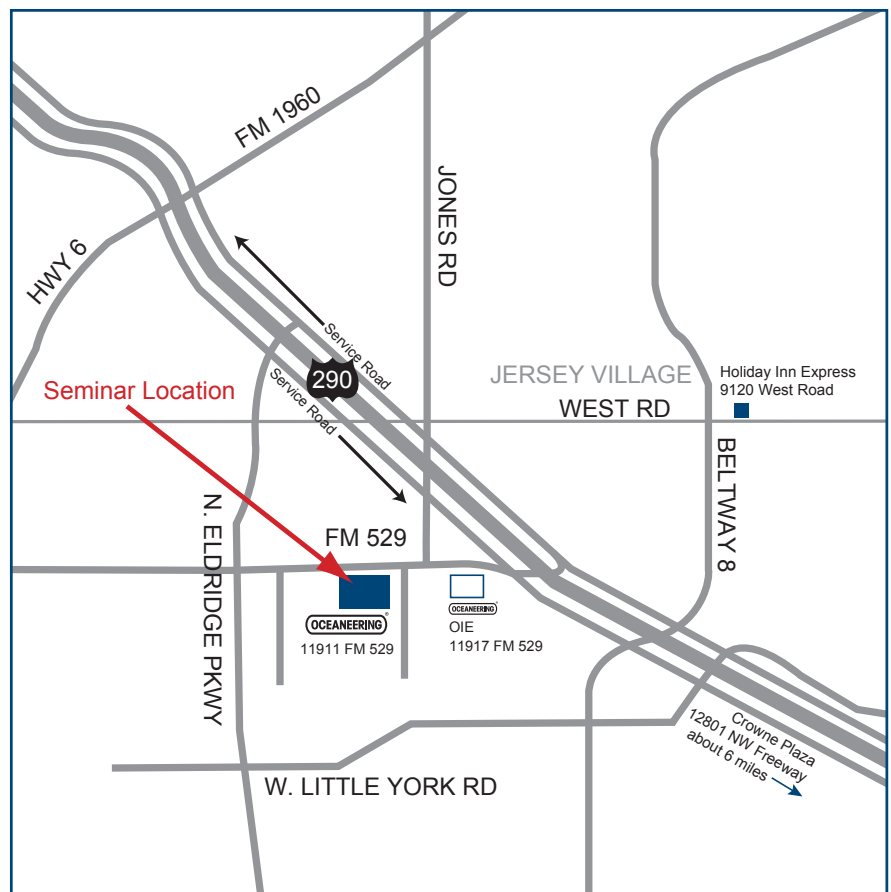 FM 1960
JONES RD
HWY 6
Service Road
290
Service Road
Seminar Location
JERSEY VILLAGE
WEST RD
Holiday Inn Express
9120 West Road
BELTWAY 8
N. ELDRIDGE PKWY
FM 529
OCEANEERING®
11911 FM 529
OCEANEERING®
OIE
11917 FM 529
W. LITTLE YORK RD
Crowne Plaza
12801 NW Freeway
about 6 miles